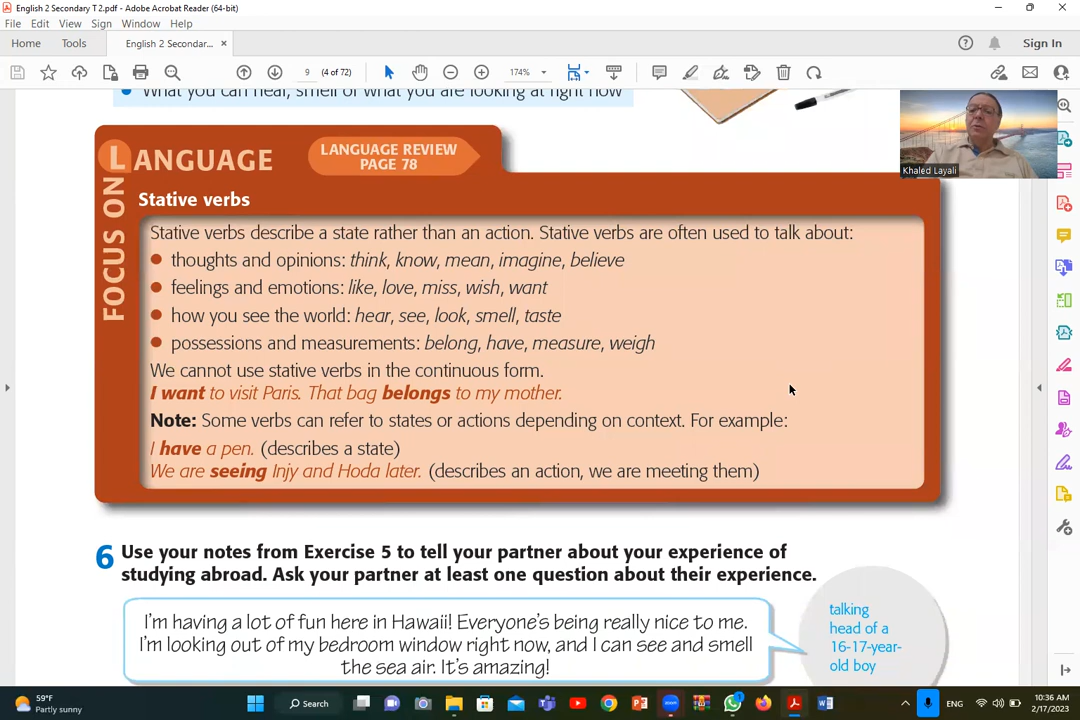 English 2 Secondary T 2.pdf - Adobe Acrobat Reader (64-bit)
File Edit View Sign Window Help
Home Tools English 2 Secondar... × Sign In
9 (4 of 72) 174%
What you can hear, smell or what you are looking at right now
Khaled Layali
FOCUS ON
LANGUAGE
LANGUAGE REVIEW
PAGE 78
Stative verbs
Stative verbs describe a state rather than an action. Stative verbs are often used to talk about:
• thoughts and opinions: think, know, mean, imagine, believe
• feelings and emotions: like, love, miss, wish, want
• how you see the world: hear, see, look, smell, taste
• possessions and measurements: belong, have, measure, weigh
We cannot use stative verbs in the continuous form.
I want to visit Paris. That bag belongs to my mother.
Note: Some verbs can refer to states or actions depending on context. For example:
I have a pen. (describes a state)
We are seeing Injy and Hoda later. (describes an action, we are meeting them)
6 Use your notes from Exercise 5 to tell your partner about your experience of
studying abroad. Ask your partner at least one question about their experience.
I'm having a lot of fun here in Hawaii! Everyone's being really nice to me.
I'm looking out of my bedroom window right now, and I can see and smell
the sea air. It's amazing!
talking
head of a
16-17-year-
old boy
59°F
Partly sunny
Search
ENG
10:36 AM
2/17/2023